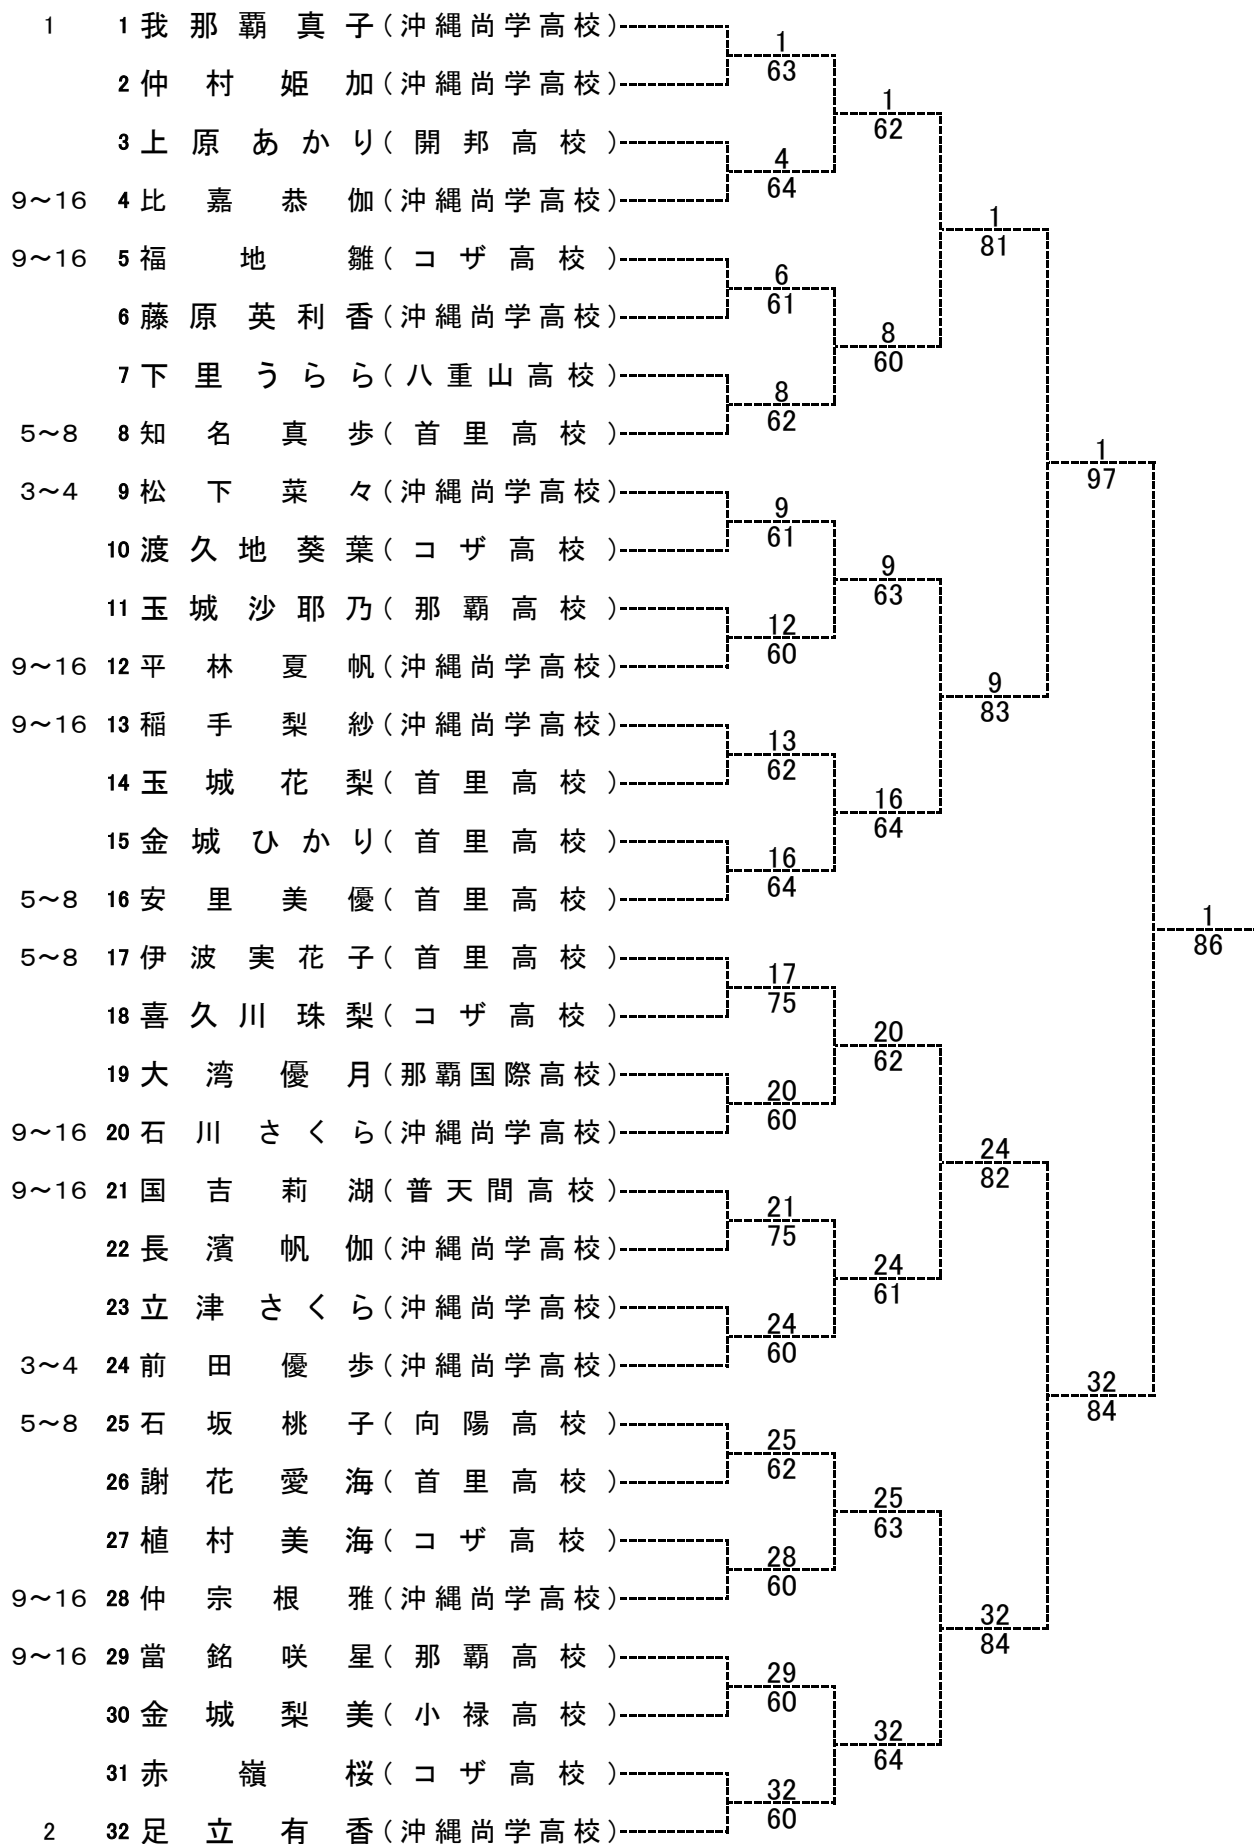 1 1 我那覇真子(沖縄尚学高校)
1
63
2 仲村姫加(沖縄尚学高校)
1
62
3 上原あかり(開邦高校)
4
64
9～16 4 比嘉恭伽(沖縄尚学高校)
1
81
9～16 5 福地雛(コザ高校)
6
61
6 藤原英利香(沖縄尚学高校)
8
60
7 下里うらら(八重山高校)
8
62
5～8 8 知名真歩(首里高校)
1
97
3～4 9 松下菜々(沖縄尚学高校)
9
61
10 渡久地葵葉(コザ高校)
9
63
11 玉城沙耶乃(那覇高校)
12
60
9～16 12 平林夏帆(沖縄尚学高校)
9
83
9～16 13 稲手梨紗(沖縄尚学高校)
13
62
14 玉城花梨(首里高校)
16
64
15 金城ひかり(首里高校)
16
64
5～8 16 安里美優(首里高校)
1
86
5～8 17 伊波実花子(首里高校)
17
75
18 喜久川珠梨(コザ高校)
20
62
19 大湾優月(那覇国際高校)
20
60
9～16 20 石川さくら(沖縄尚学高校)
24
82
9～16 21 国吉莉湖(普天間高校)
21
75
22 長濱帆伽(沖縄尚学高校)
24
61
23 立津さくら(沖縄尚学高校)
24
60
3～4 24 前田優歩(沖縄尚学高校)
32
84
5～8 25 石坂桃子(向陽高校)
25
62
26 謝花愛海(首里高校)
25
63
27 植村美海(コザ高校)
28
60
9～16 28 仲宗根雅(沖縄尚学高校)
32
84
9～16 29 當銘咲星(那覇高校)
29
60
30 金城梨美(小禄高校)
32
64
31 赤嶺桜(コザ高校)
32
60
2 32 足立有香(沖縄尚学高校)